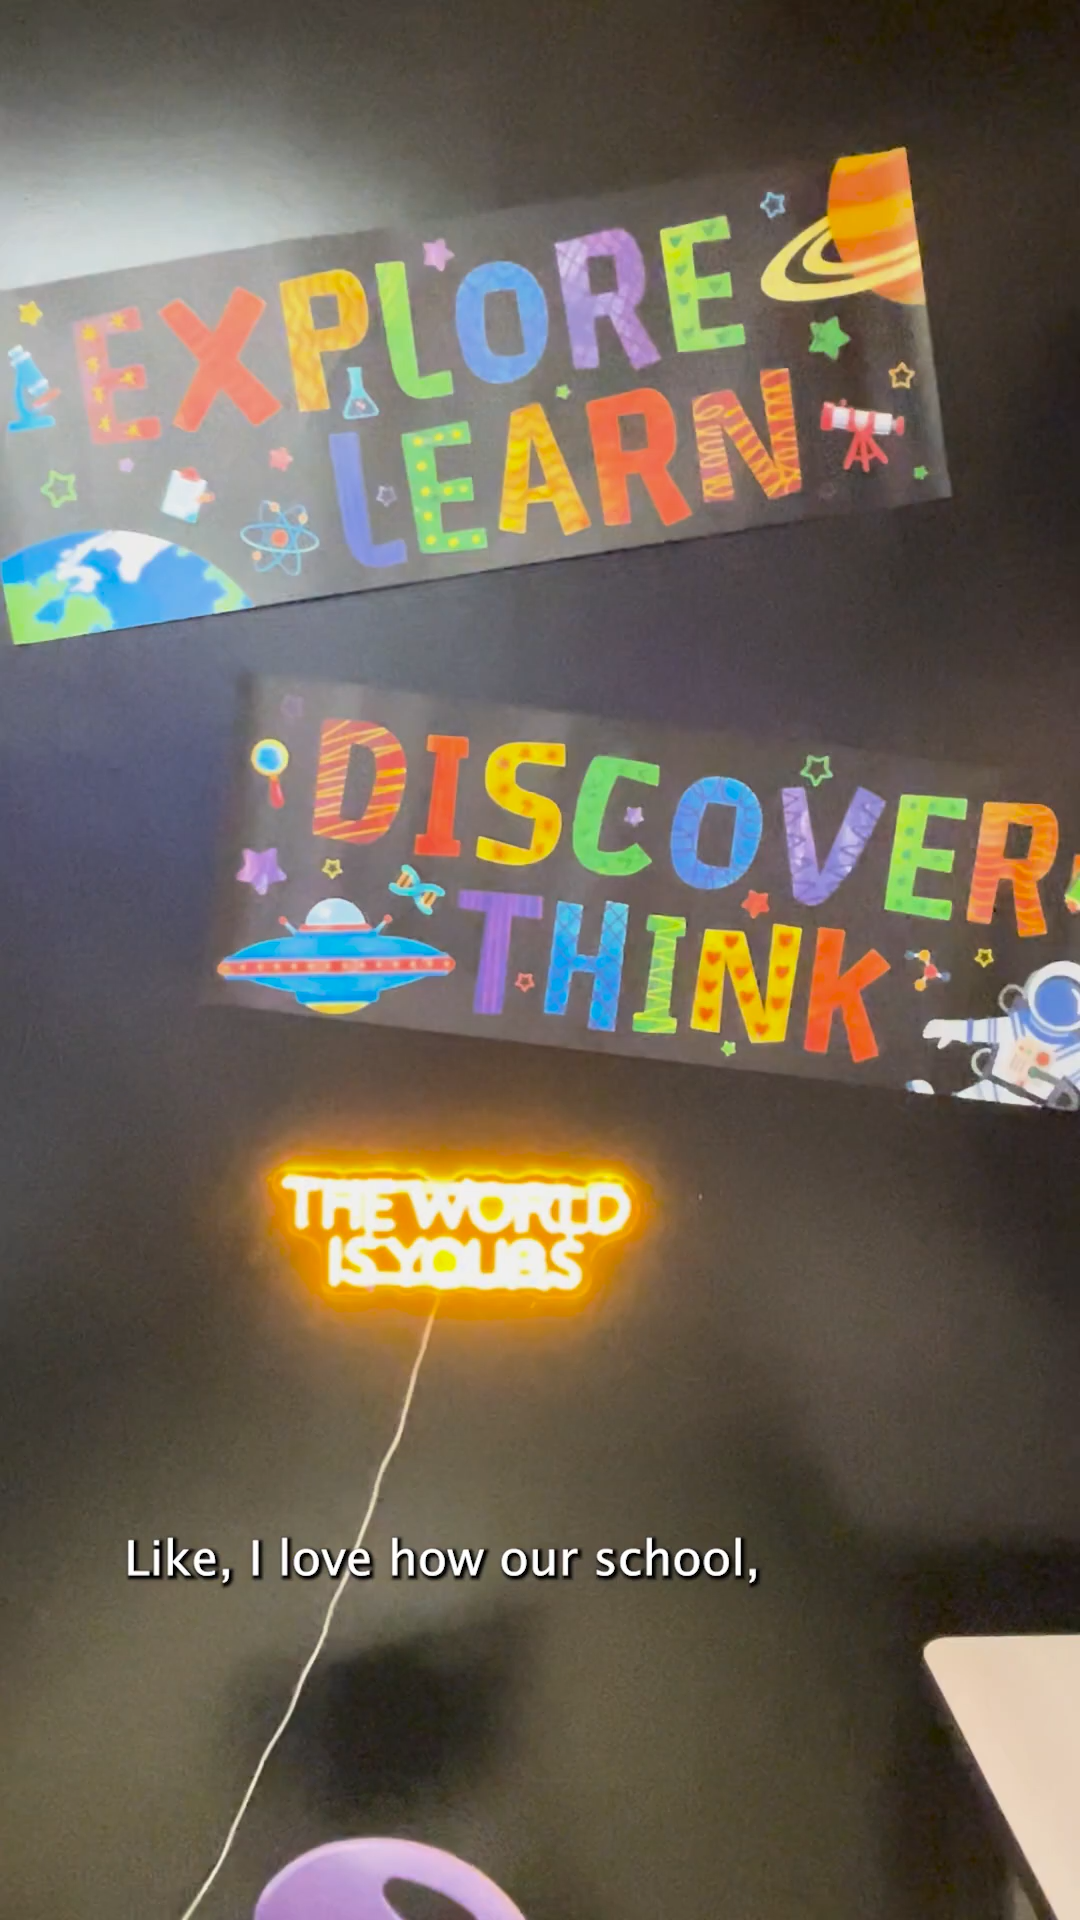 EXPLORE
LEARN
DISCOVER
THINK
THE WORLD
IS YOURS
Like, I love how our school,